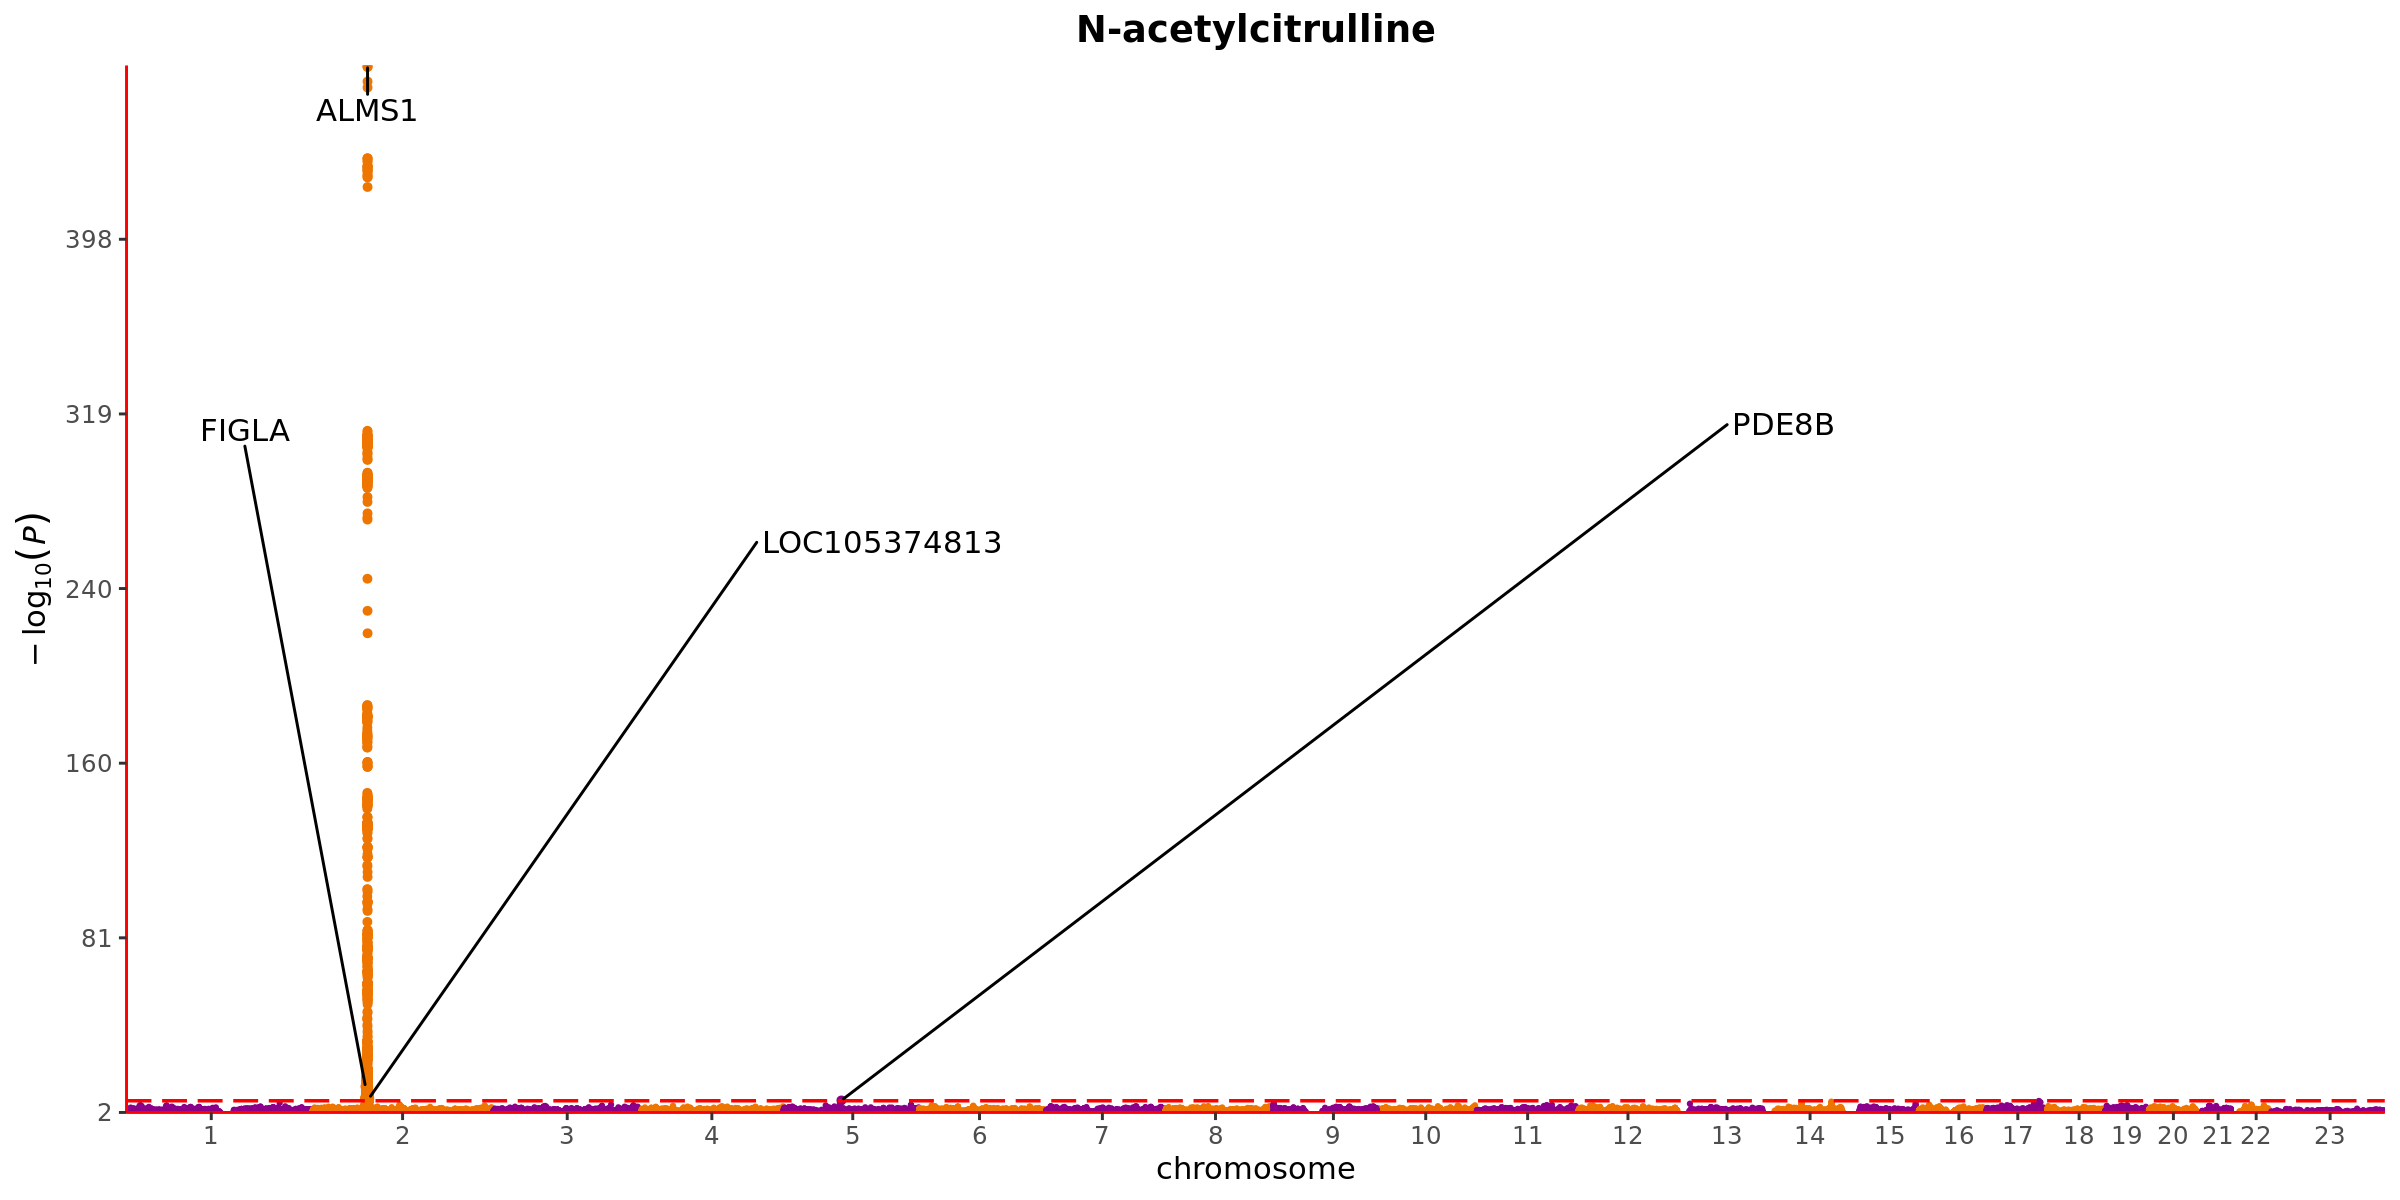 N-acetylcitrulline
ALMS1
398
319
FIGLA
PDE8B
LOC105374813
240
− log10(P)
160
81
2
1 2 3 4 5 6 7 8 9 10 11 12 13 14 15 16 17 18 19 20 21 22 23
chromosome